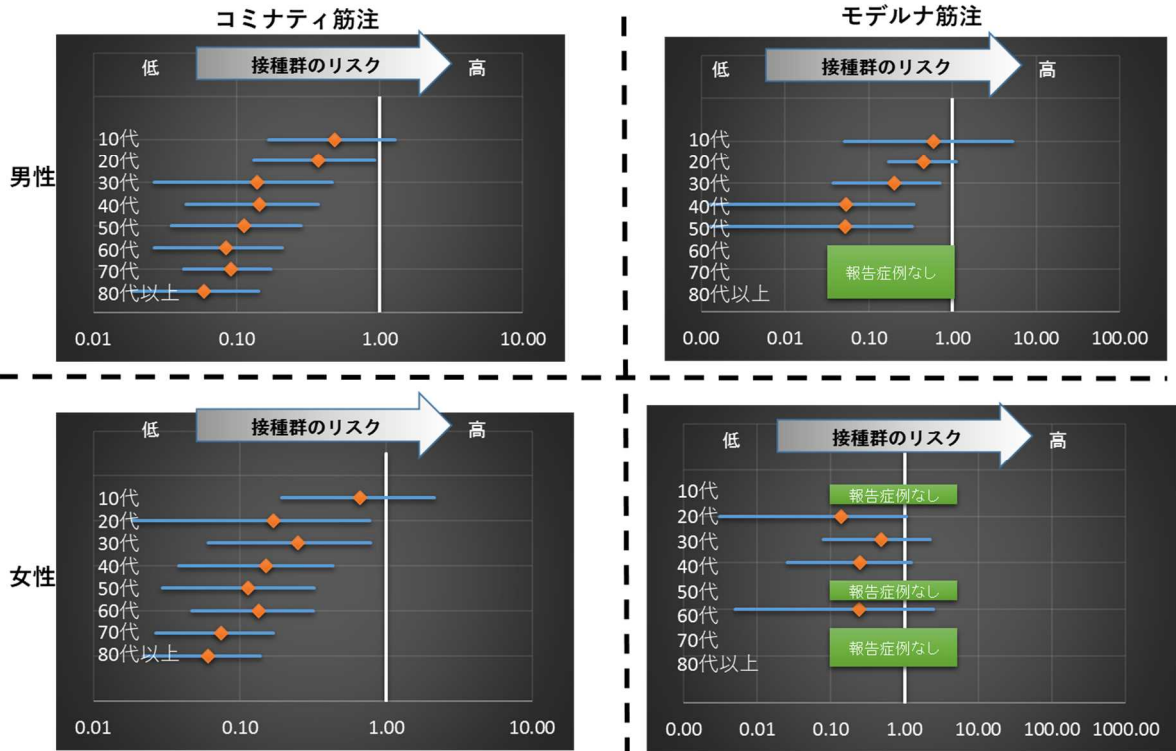 コミナティ筋注
モデルナ筋注
男性
低 接種群のリスク 高
10代
20代
30代
40代
50代
60代
70代
80代以上
0.01 0.10 1.00 10.00
低 接種群のリスク 高
10代
20代
30代
40代
50代
60代
70代
80代以上
報告症例なし
0.00 0.10 1.00 10.00 100.00
女性
低 接種群のリスク 高
10代
20代
30代
40代
50代
60代
70代
80代以上
0.01 0.10 1.00 10.00
低 接種群のリスク 高
10代 報告症例なし
20代
30代
40代
50代 報告症例なし
60代
70代 報告症例なし
80代以上
0.00 0.01 0.10 1.00 10.00 100.00 1000.00